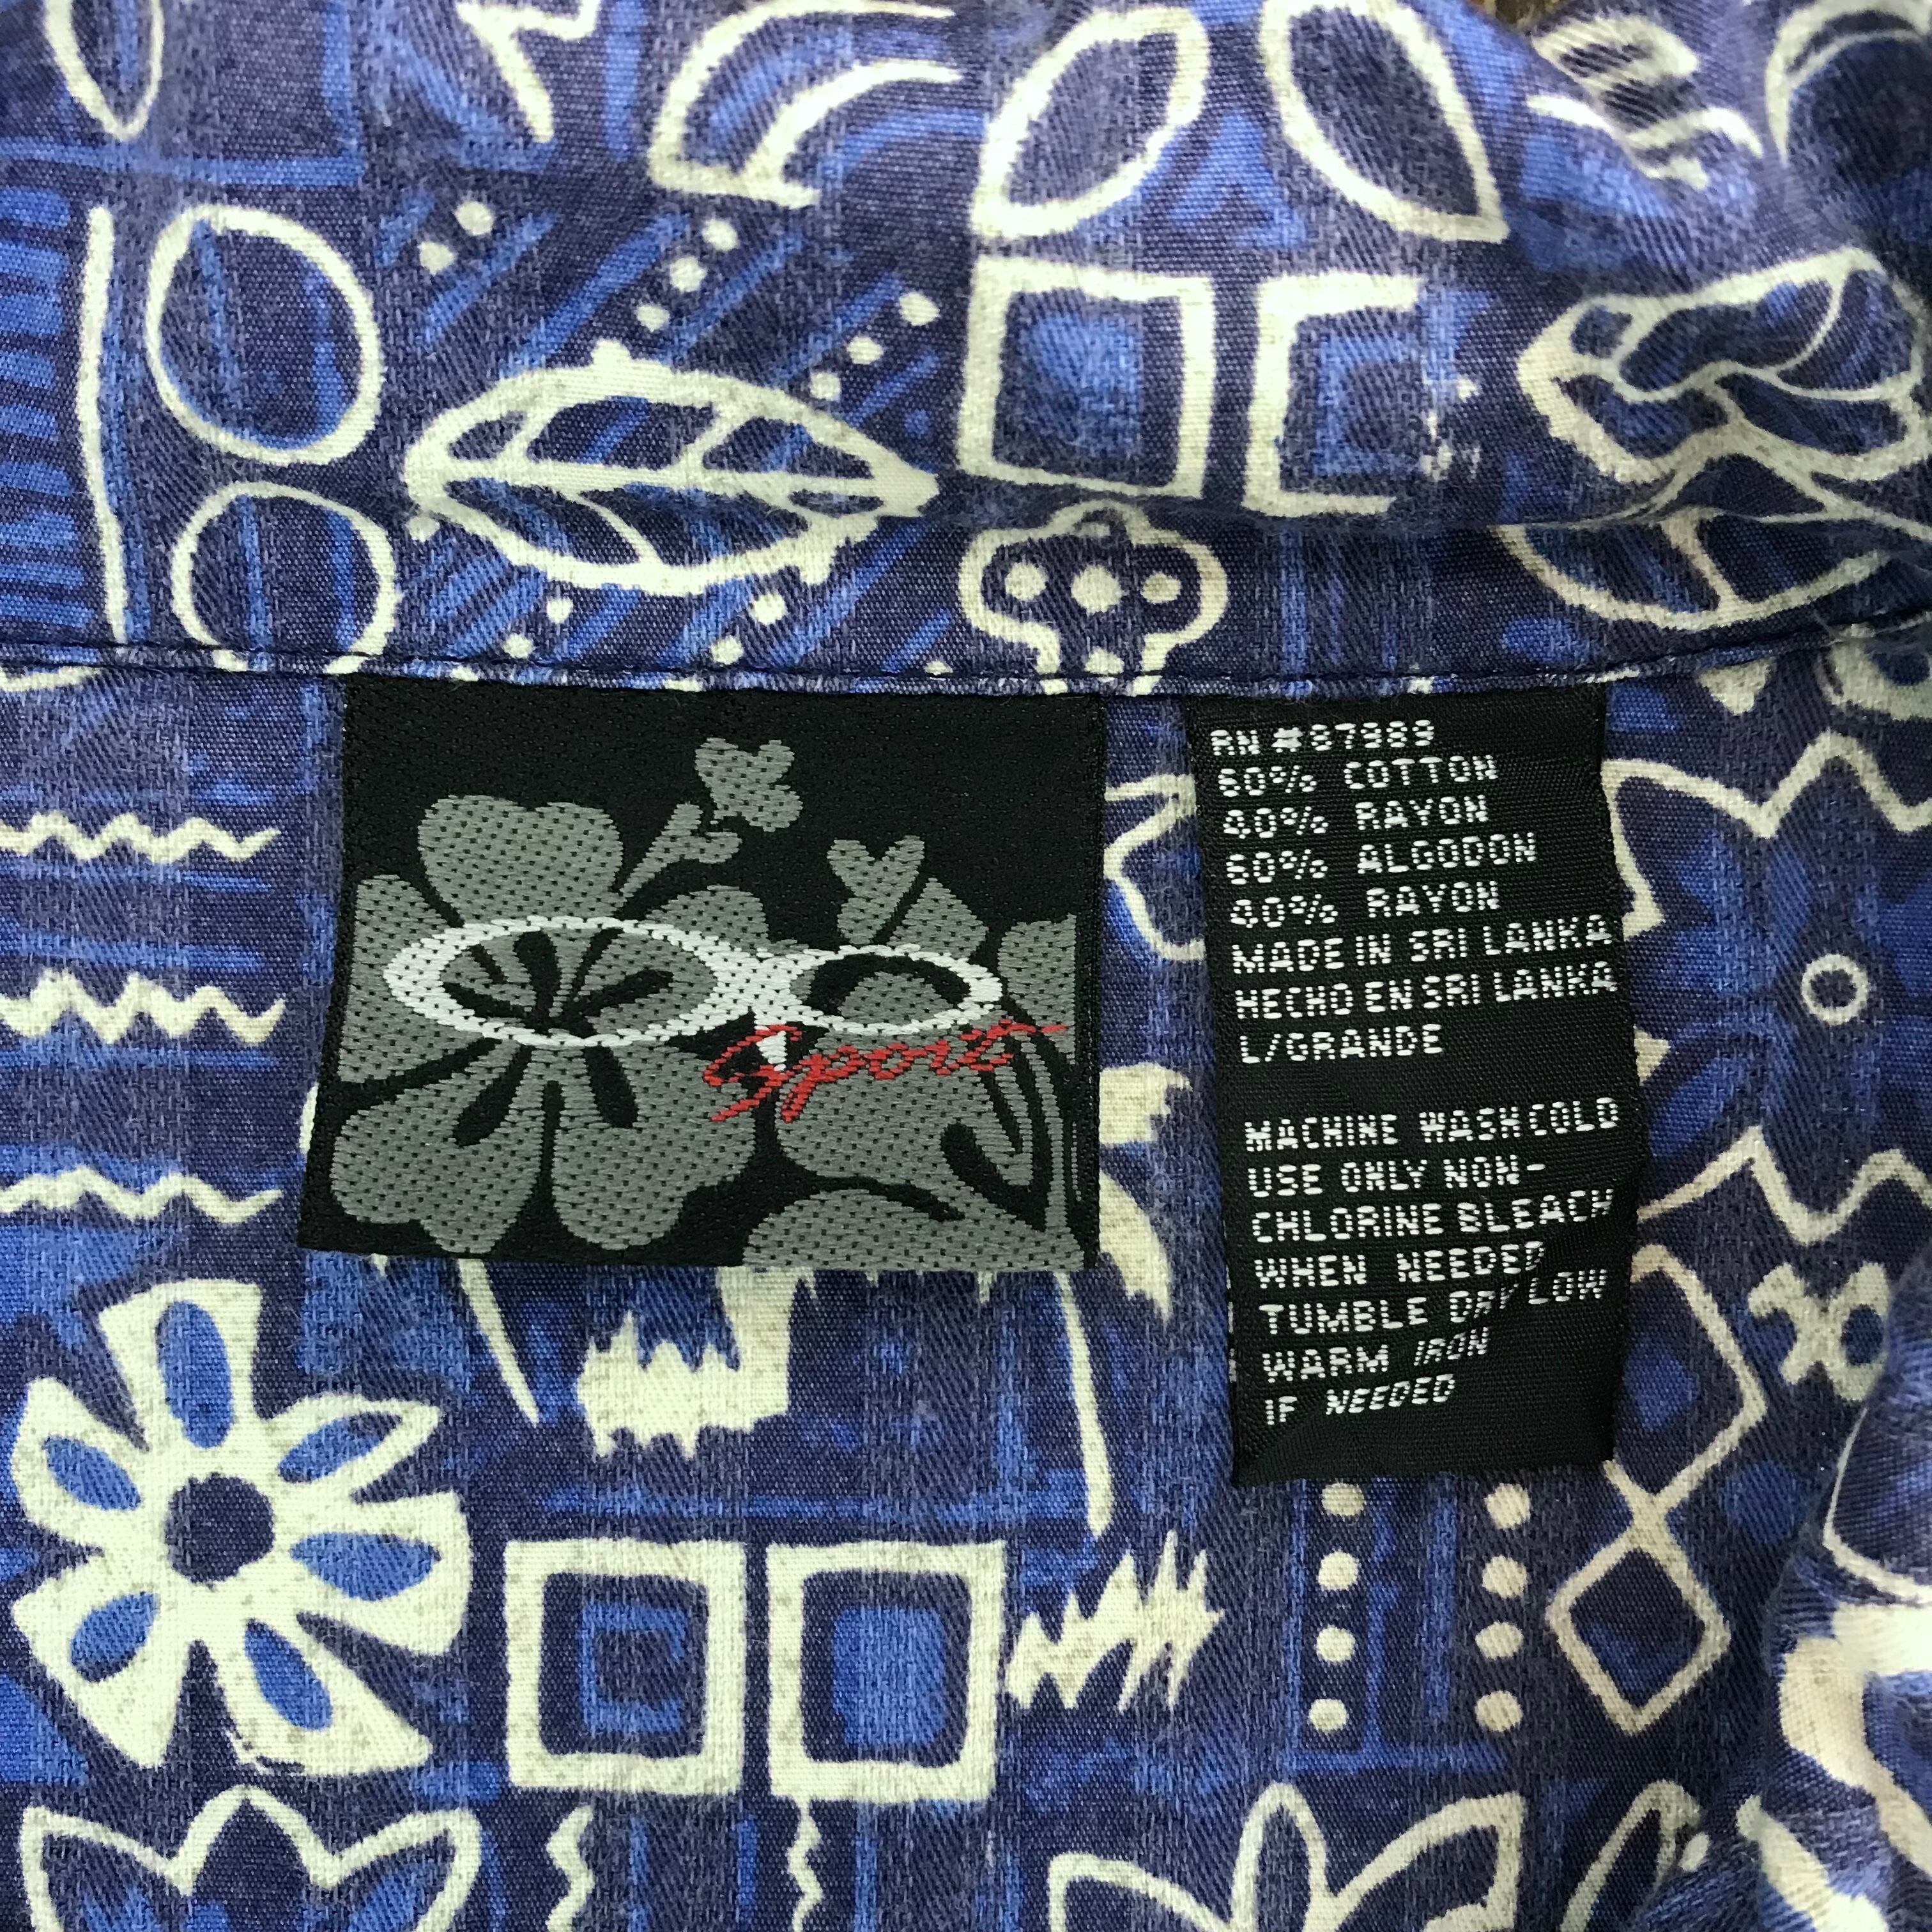 Sport
RN #87989
60% COTTON
40% RAYON
60% ALGODON
40% RAYON
MADE IN SRI LANKA
HECHO EN SRI LANKA
L/GRANDE
MACHINE WASH COLD
USE ONLY NON-
CHLORINE BLEACH
WHEN NEEDED
TUMBLE DRY LOW
WARM IRON
IF NEEDED